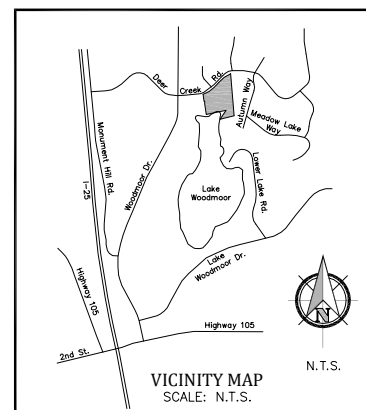 Deer Creek Rd.
Autumn Way
Meadow Lake
Way
Monument Hill Rd.
I-25
Woodmoor Dr.
Lower Lake Rd.
Lake
Woodmoor
Lake
Woodmoor Dr.
Highway 105
Highway 105
2nd St.
N
N.T.S.
VICINITY MAP
SCALE: N.T.S.